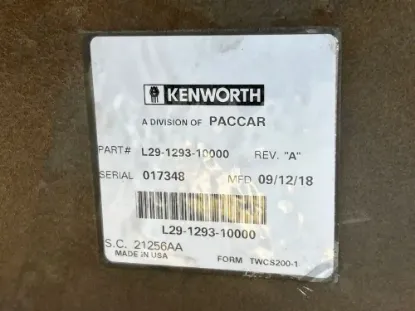 KENWORTH
A DIVISION OF PACCAR
PART# L29-1293-10000 REV. "A"
SERIAL 017348 MFD 09/12/18
L29-1293-10000
S.C. 21256AA
MADE IN USA FORM TWCS200-1